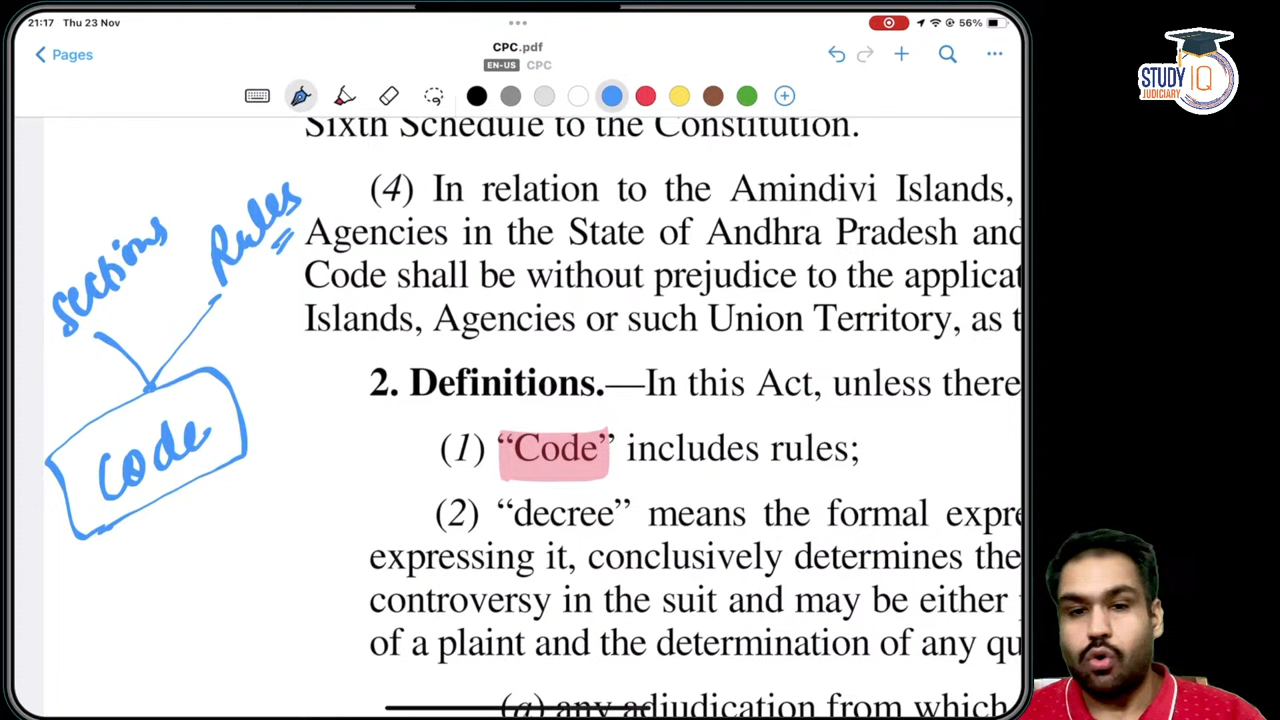 21:17 Thu 23 Nov
56%
Pages
CPC.pdf
EN-US CPC
STUDY IQ
JUDICIARY
Sixth Schedule to the Constitution.
(4) In relation to the Amindivi Islands,
Agencies in the State of Andhra Pradesh and
Code shall be without prejudice to the applicat
Islands, Agencies or such Union Territory, as t
sections
Rules
Code
2. Definitions.—In this Act, unless there
(1) “Code” includes rules;
(2) “decree” means the formal expre
expressing it, conclusively determines the
controversy in the suit and may be either
of a plaint and the determination of any qu
(a) any adjudication from which